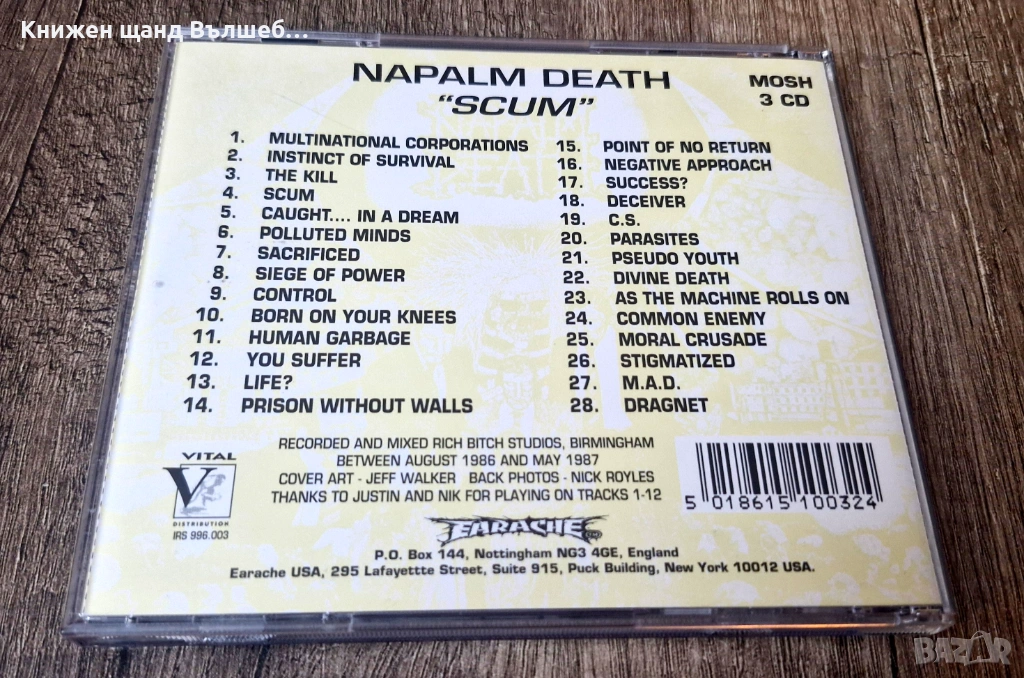 Книжен щанд Вълшеб...
NAPALM DEATH
"SCUM"
MOSH
3 CD
1. MULTINATIONAL CORPORATIONS
2. INSTINCT OF SURVIVAL
3. THE KILL
4. SCUM
5. CAUGHT.... IN A DREAM
6. POLLUTED MINDS
7. SACRIFICED
8. SIEGE OF POWER
9. CONTROL
10. BORN ON YOUR KNEES
11. HUMAN GARBAGE
12. YOU SUFFER
13. LIFE?
14. PRISON WITHOUT WALLS
15. POINT OF NO RETURN
16. NEGATIVE APPROACH
17. SUCCESS?
18. DECEIVER
19. C.S.
20. PARASITES
21. PSEUDO YOUTH
22. DIVINE DEATH
23. AS THE MACHINE ROLLS ON
24. COMMON ENEMY
25. MORAL CRUSADE
26. STIGMATIZED
27. M.A.D.
28. DRAGNET
RECORDED AND MIXED RICH BITCH STUDIOS, BIRMINGHAM
BETWEEN AUGUST 1986 AND MAY 1987
COVER ART - JEFF WALKER BACK PHOTOS - NICK ROYLES
THANKS TO JUSTIN AND NIK FOR PLAYING ON TRACKS 1-12
VITAL
V
DISTRIBUTION
IRS 996.003
5 018615 100324
EARACHE
P.O. Box 144, Nottingham NG3 4GE, England
Earache USA, 295 Lafayettte Street, Suite 915, Puck Building, New York 10012 USA.
BAZAR